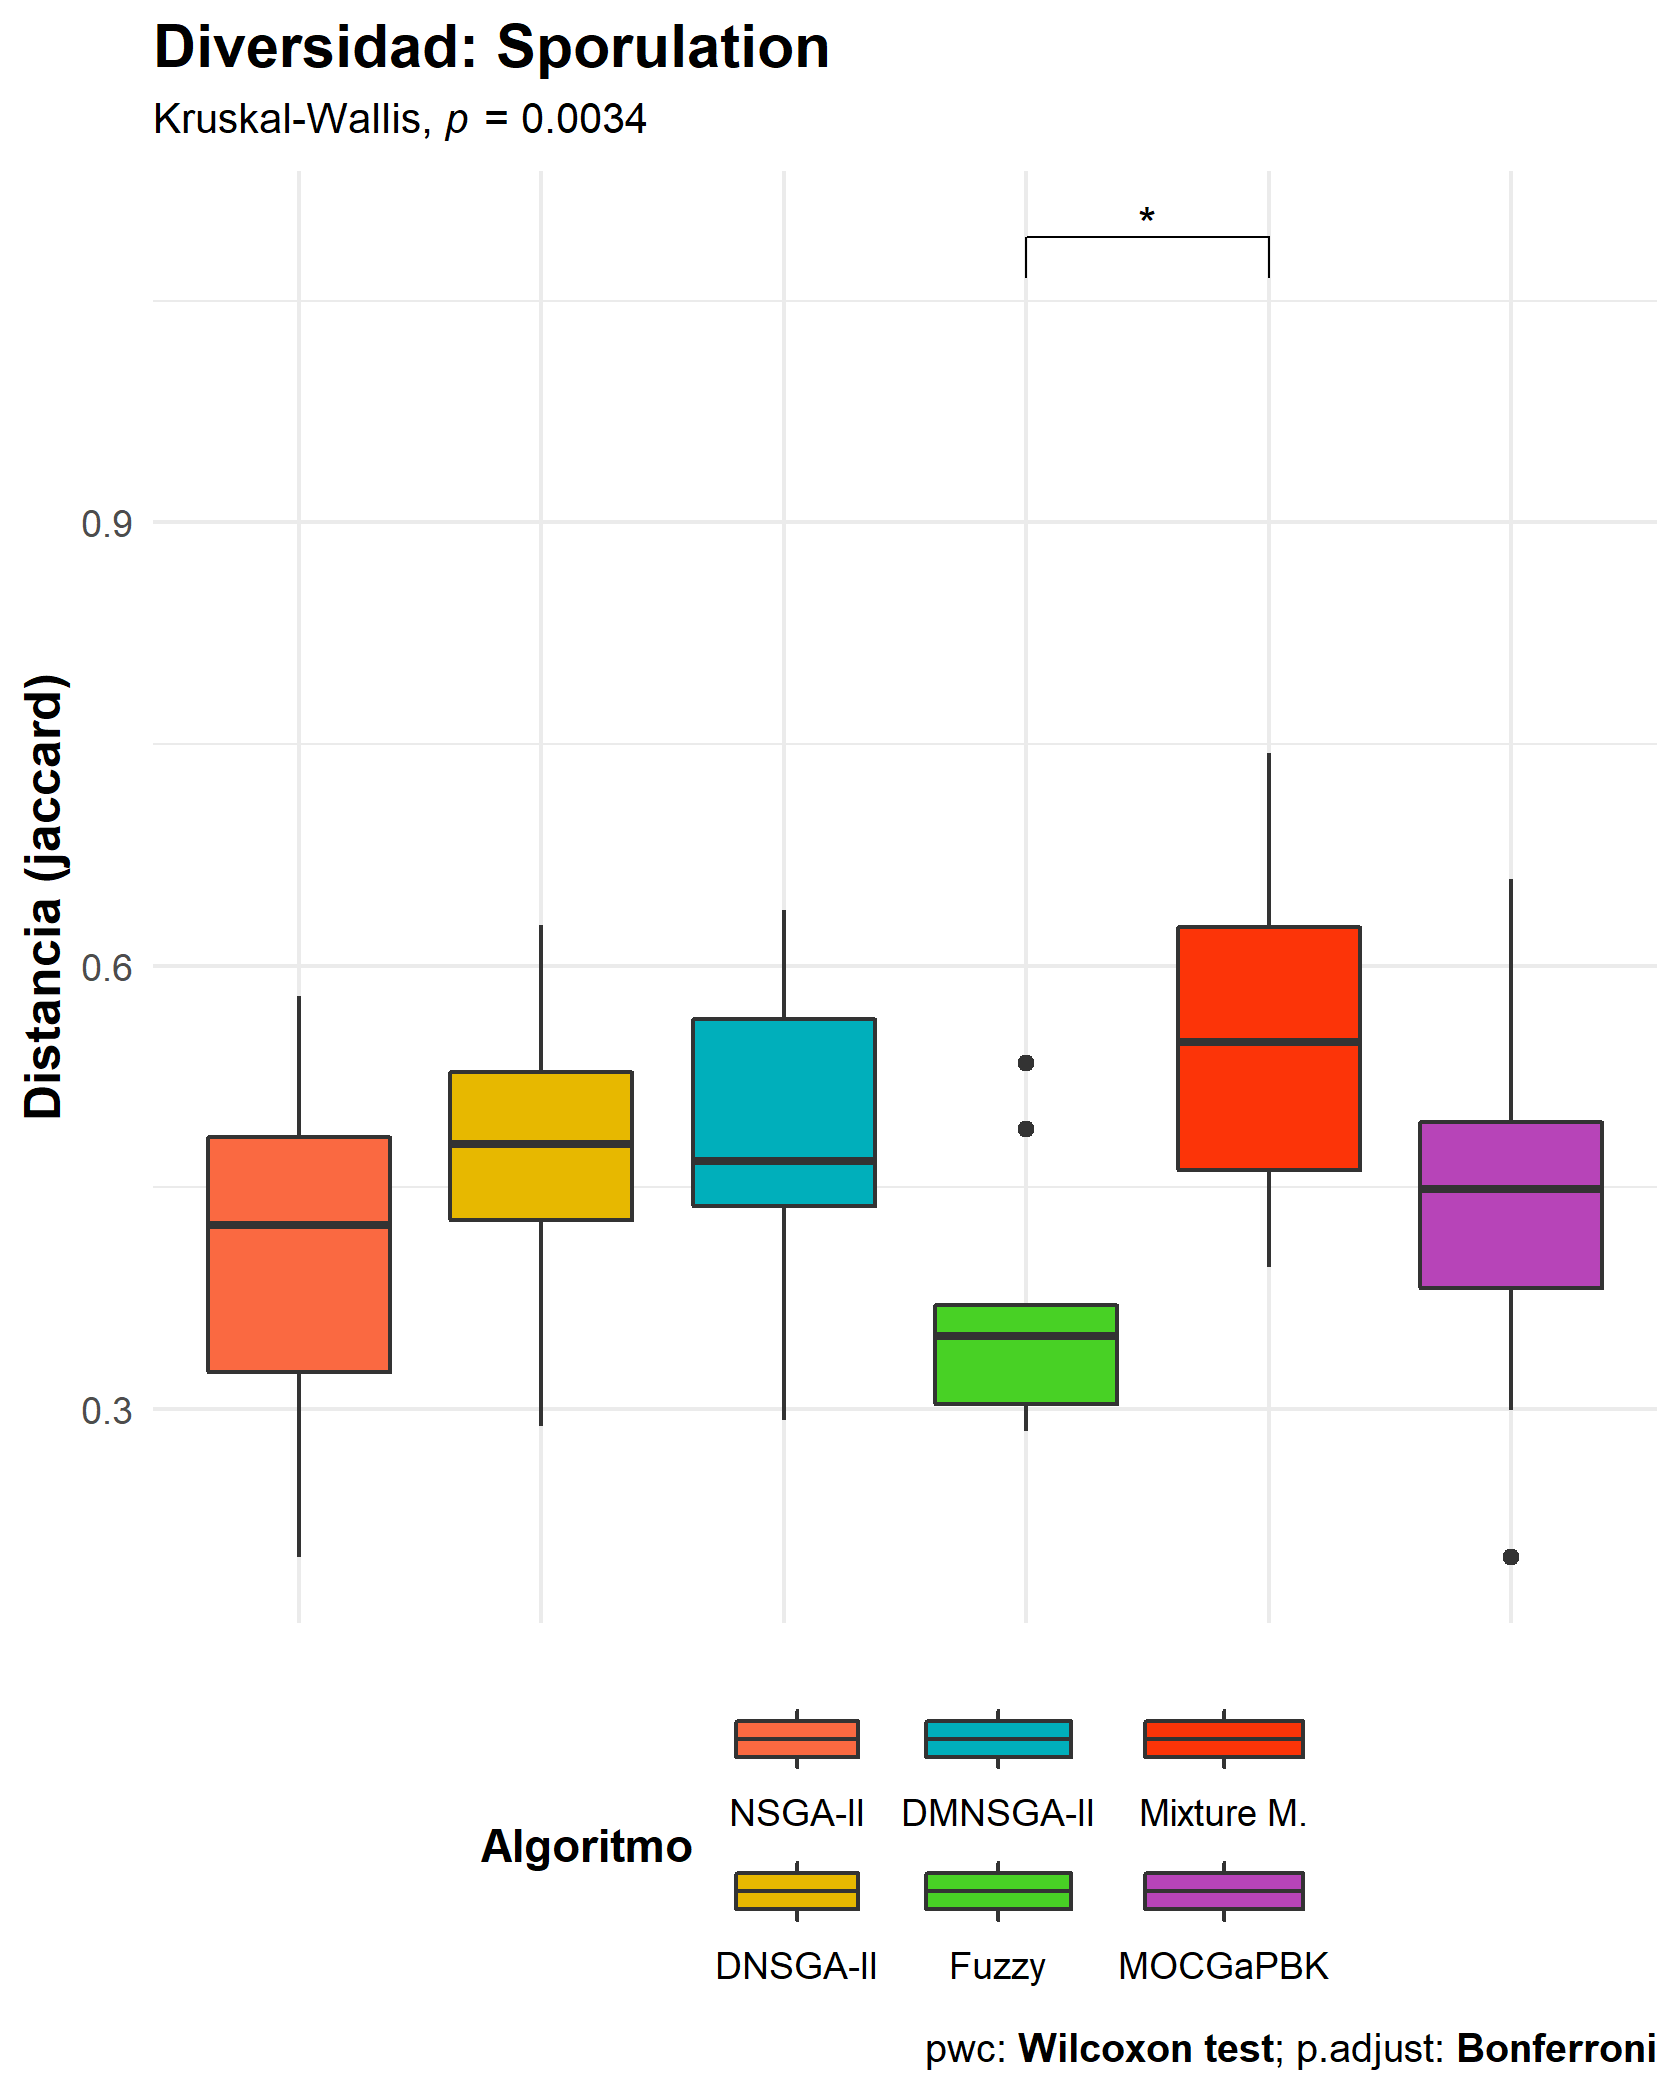 Diversidad: Sporulation
Kruskal-Wallis, p = 0.0034
*
0.9
0.6
0.3
Distancia (jaccard)
Algoritmo
NSGA-II
DMNSGA-II
Mixture M.
DNSGA-II
Fuzzy
MOCGaPBK
pwc: Wilcoxon test; p.adjust: Bonferroni